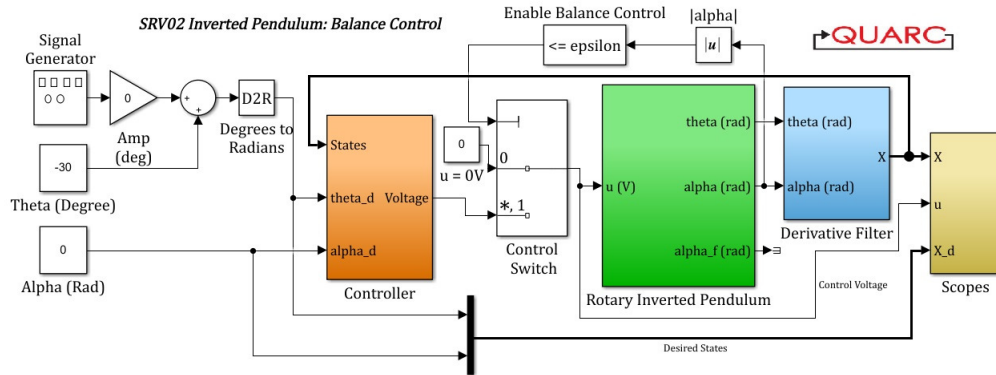 SRV02 Inverted Pendulum: Balance Control
Enable Balance Control
|alpha|
<= epsilon
|u|
QUARC
Signal
Generator
0
Amp
(deg)
+
+
D2R
Degrees to
Radians
-30
Theta (Degree)
0
Alpha (Rad)
States
theta_d
alpha_d
Voltage
Controller
0
u = 0V
0
*, 1
Control
Switch
u (V)
theta (rad)
alpha (rad)
alpha_f (rad)
Rotary Inverted Pendulum
theta (rad)
alpha (rad)
X
Derivative Filter
X
u
X_d
Scopes
Control Voltage
Desired States